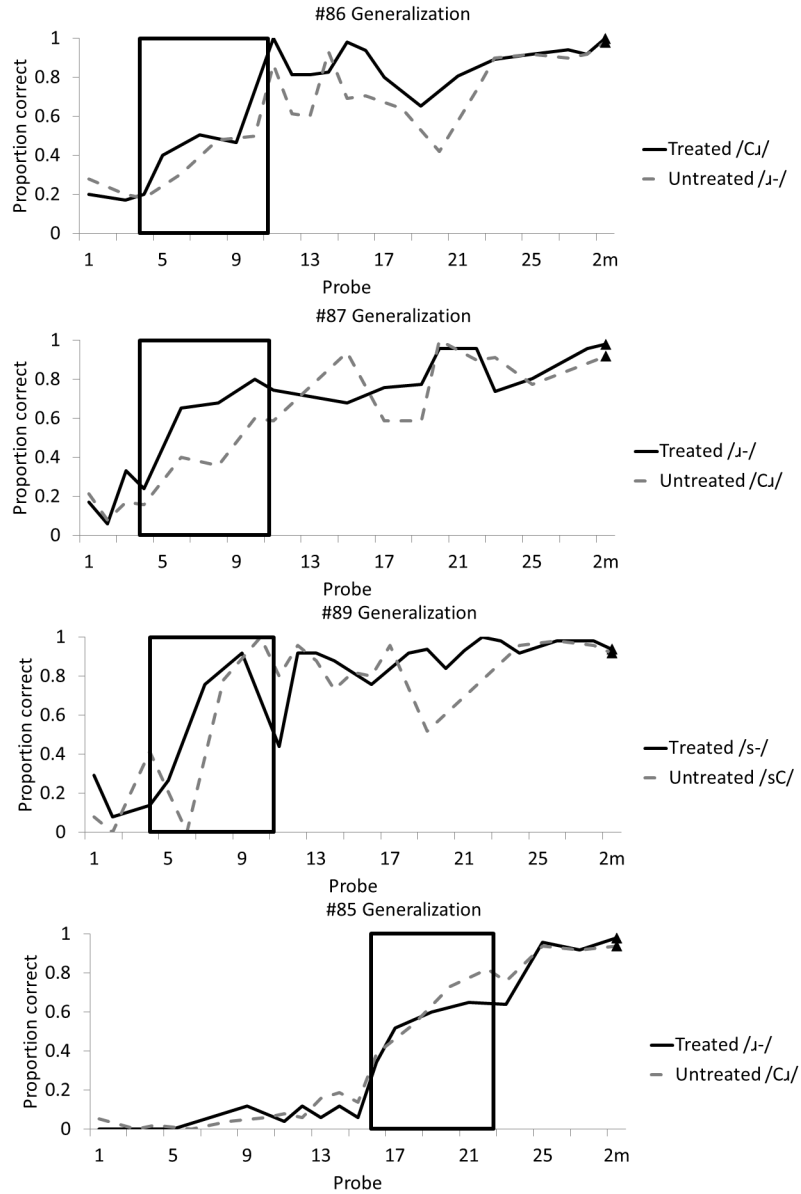 #86 Generalization
1
0.8
0.6
0.4
0.2
0
Proportion correct
1 5 9 13 17 21 25 2m
Probe
Treated /Cɹ/
Untreated /ɹ-/
#87 Generalization
1
0.8
0.6
0.4
0.2
0
Proportion correct
1 5 9 13 17 21 25 2m
Probe
Treated /ɹ-/
Untreated /Cɹ/
#89 Generalization
1
0.8
0.6
0.4
0.2
0
Proportion correct
1 5 9 13 17 21 25 2m
Probe
Treated /s-/
Untreated /sC/
#85 Generalization
1
0.8
0.6
0.4
0.2
0
Proportion correct
1 5 9 13 17 21 25 2m
Probe
Treated /ɹ-/
Untreated /Cɹ/